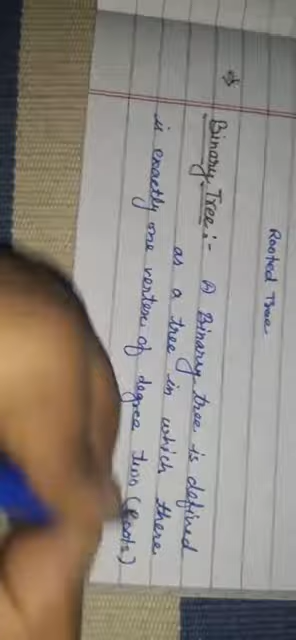 Rooted Tree
Binary Tree :- A Binary tree is defined
as a tree in which there
is exactly one vertex of degree two (